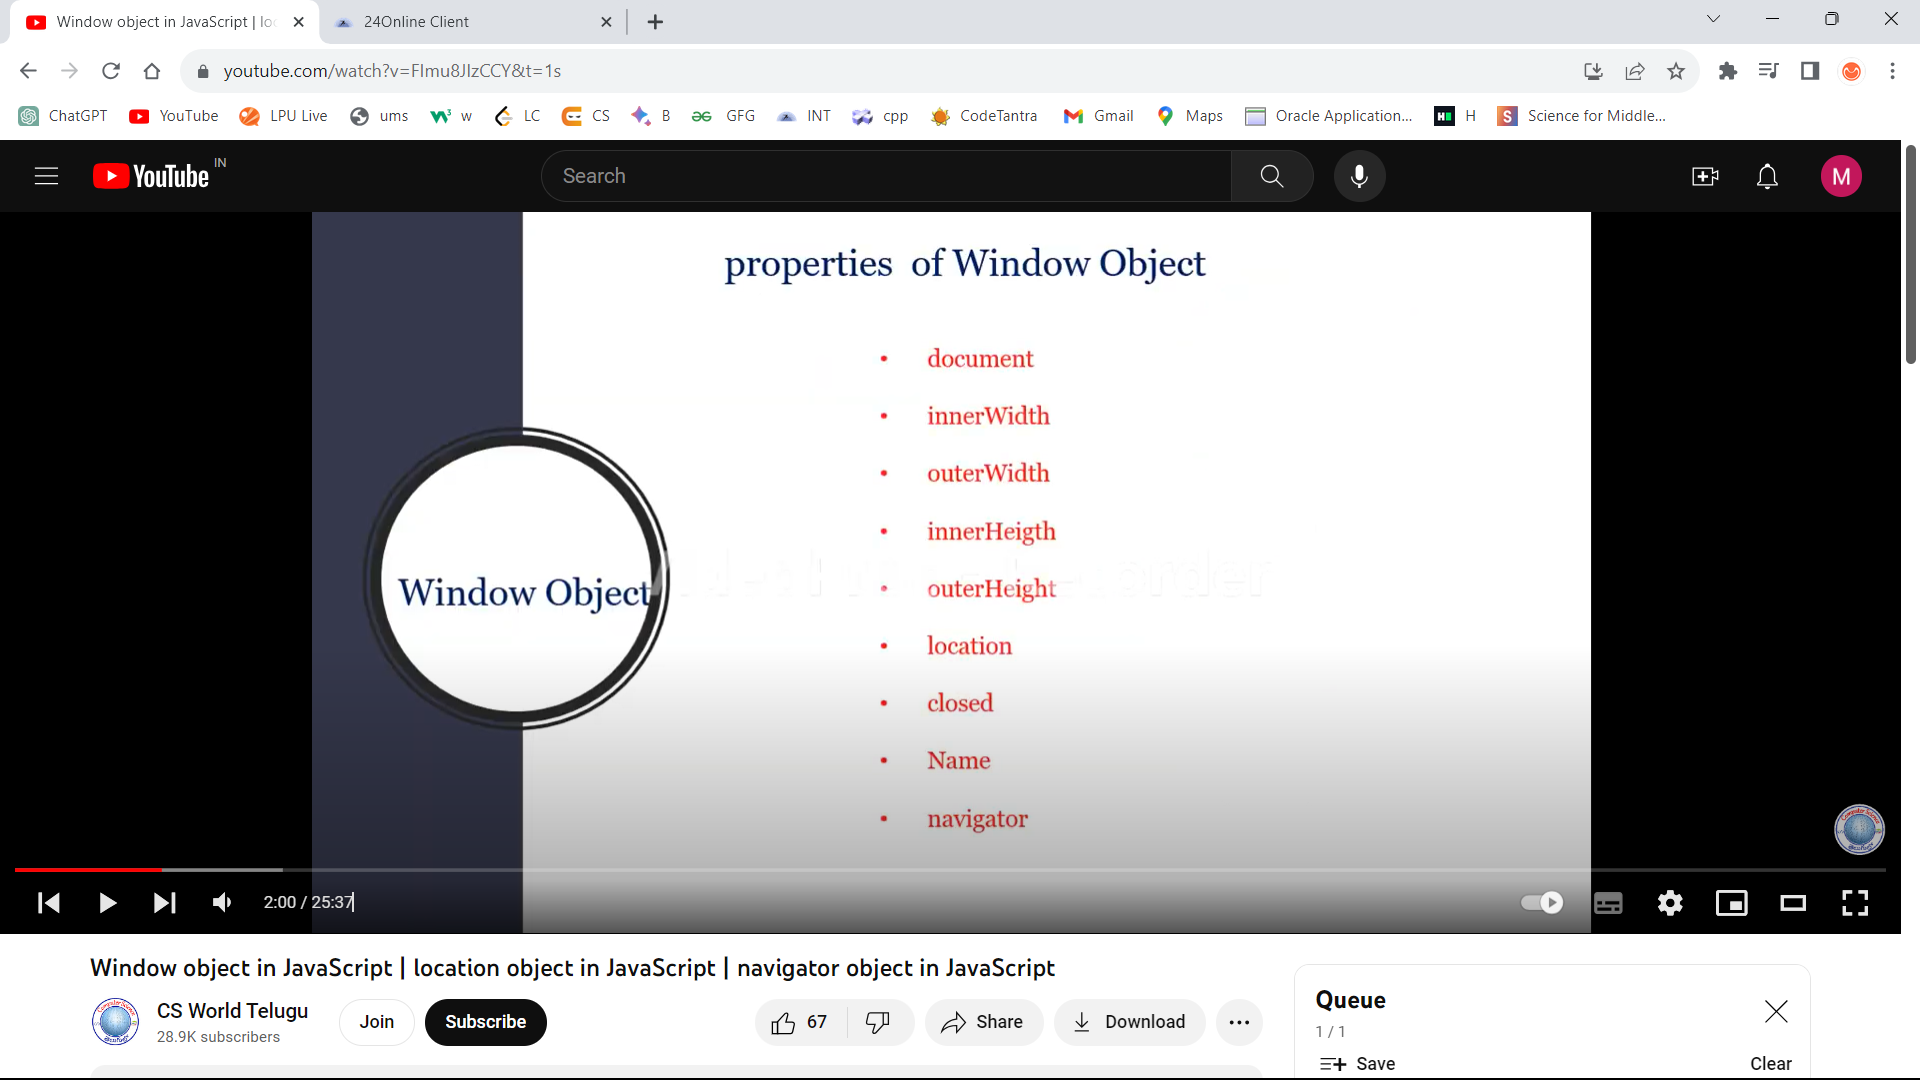 Window object in JavaScript | loc
24Online Client
youtube.com/watch?v=FImu8JIzCCY&t=1s
ChatGPT YouTube LPU Live ums w LC CS B GFG INT cpp CodeTantra Gmail Maps Oracle Application... H Science for Middle...
YouTube IN
Search
M
properties of Window Object
• document
• innerWidth
• outerWidth
• innerHeigth
• outerHeight
• location
• closed
• Name
• navigator
Window Object
2:00 / 25:37
Window object in JavaScript | location object in JavaScript | navigator object in JavaScript
CS World Telugu
28.9K subscribers
Join
Subscribe
67
Share
Download
Queue
1 / 1
Save
Clear